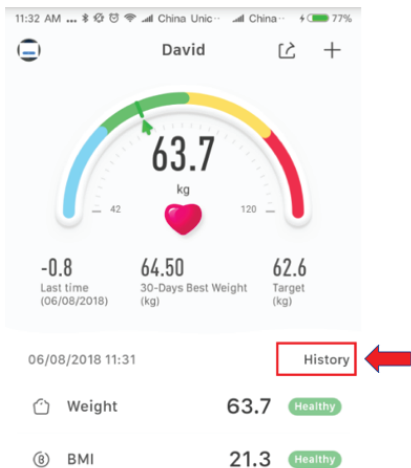 11:32 AM ... China Unic... China... 77%
David
63.7
kg
42 120
-0.8 64.50 62.6
Last time 30-Days Best Weight Target
(06/08/2018) (kg) (kg)
06/08/2018 11:31 History
Weight 63.7 Healthy
8 BMI 21.3 Healthy